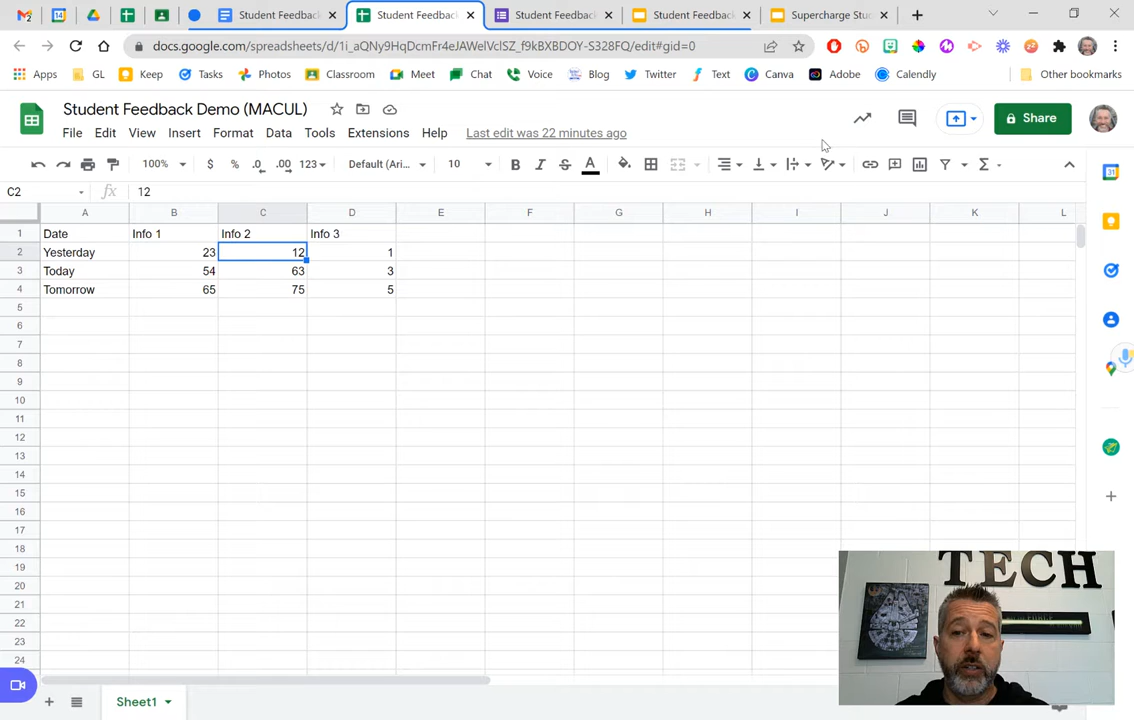 Student Feedback
Student Feedback
Student Feedback
Student Feedback
Supercharge Stu
docs.google.com/spreadsheets/d/1i_aQNy9HqDcmFr4eJAWelVclSZ_f9kBXBDOY-S328FQ/edit#gid=0
Apps GL Keep Tasks Photos Classroom Meet Chat Voice Blog Twitter Text Canva Adobe Calendly Other bookmarks
Student Feedback Demo (MACUL)
File Edit View Insert Format Data Tools Extensions Help Last edit was 22 minutes ago
Share
100% $ % .0 .00 123 Default (Ari... 10 B I S A
C2 fx 12
A B C D E F G H I J K L
1 Date Info 1 Info 2 Info 3
2 Yesterday 23 12 1
3 Today 54 63 3
4 Tomorrow 65 75 5
5
6
7
8
9
10
11
12
13
14
15
16
17
18
19
20
21
22
23
24
TECH
Sheet1